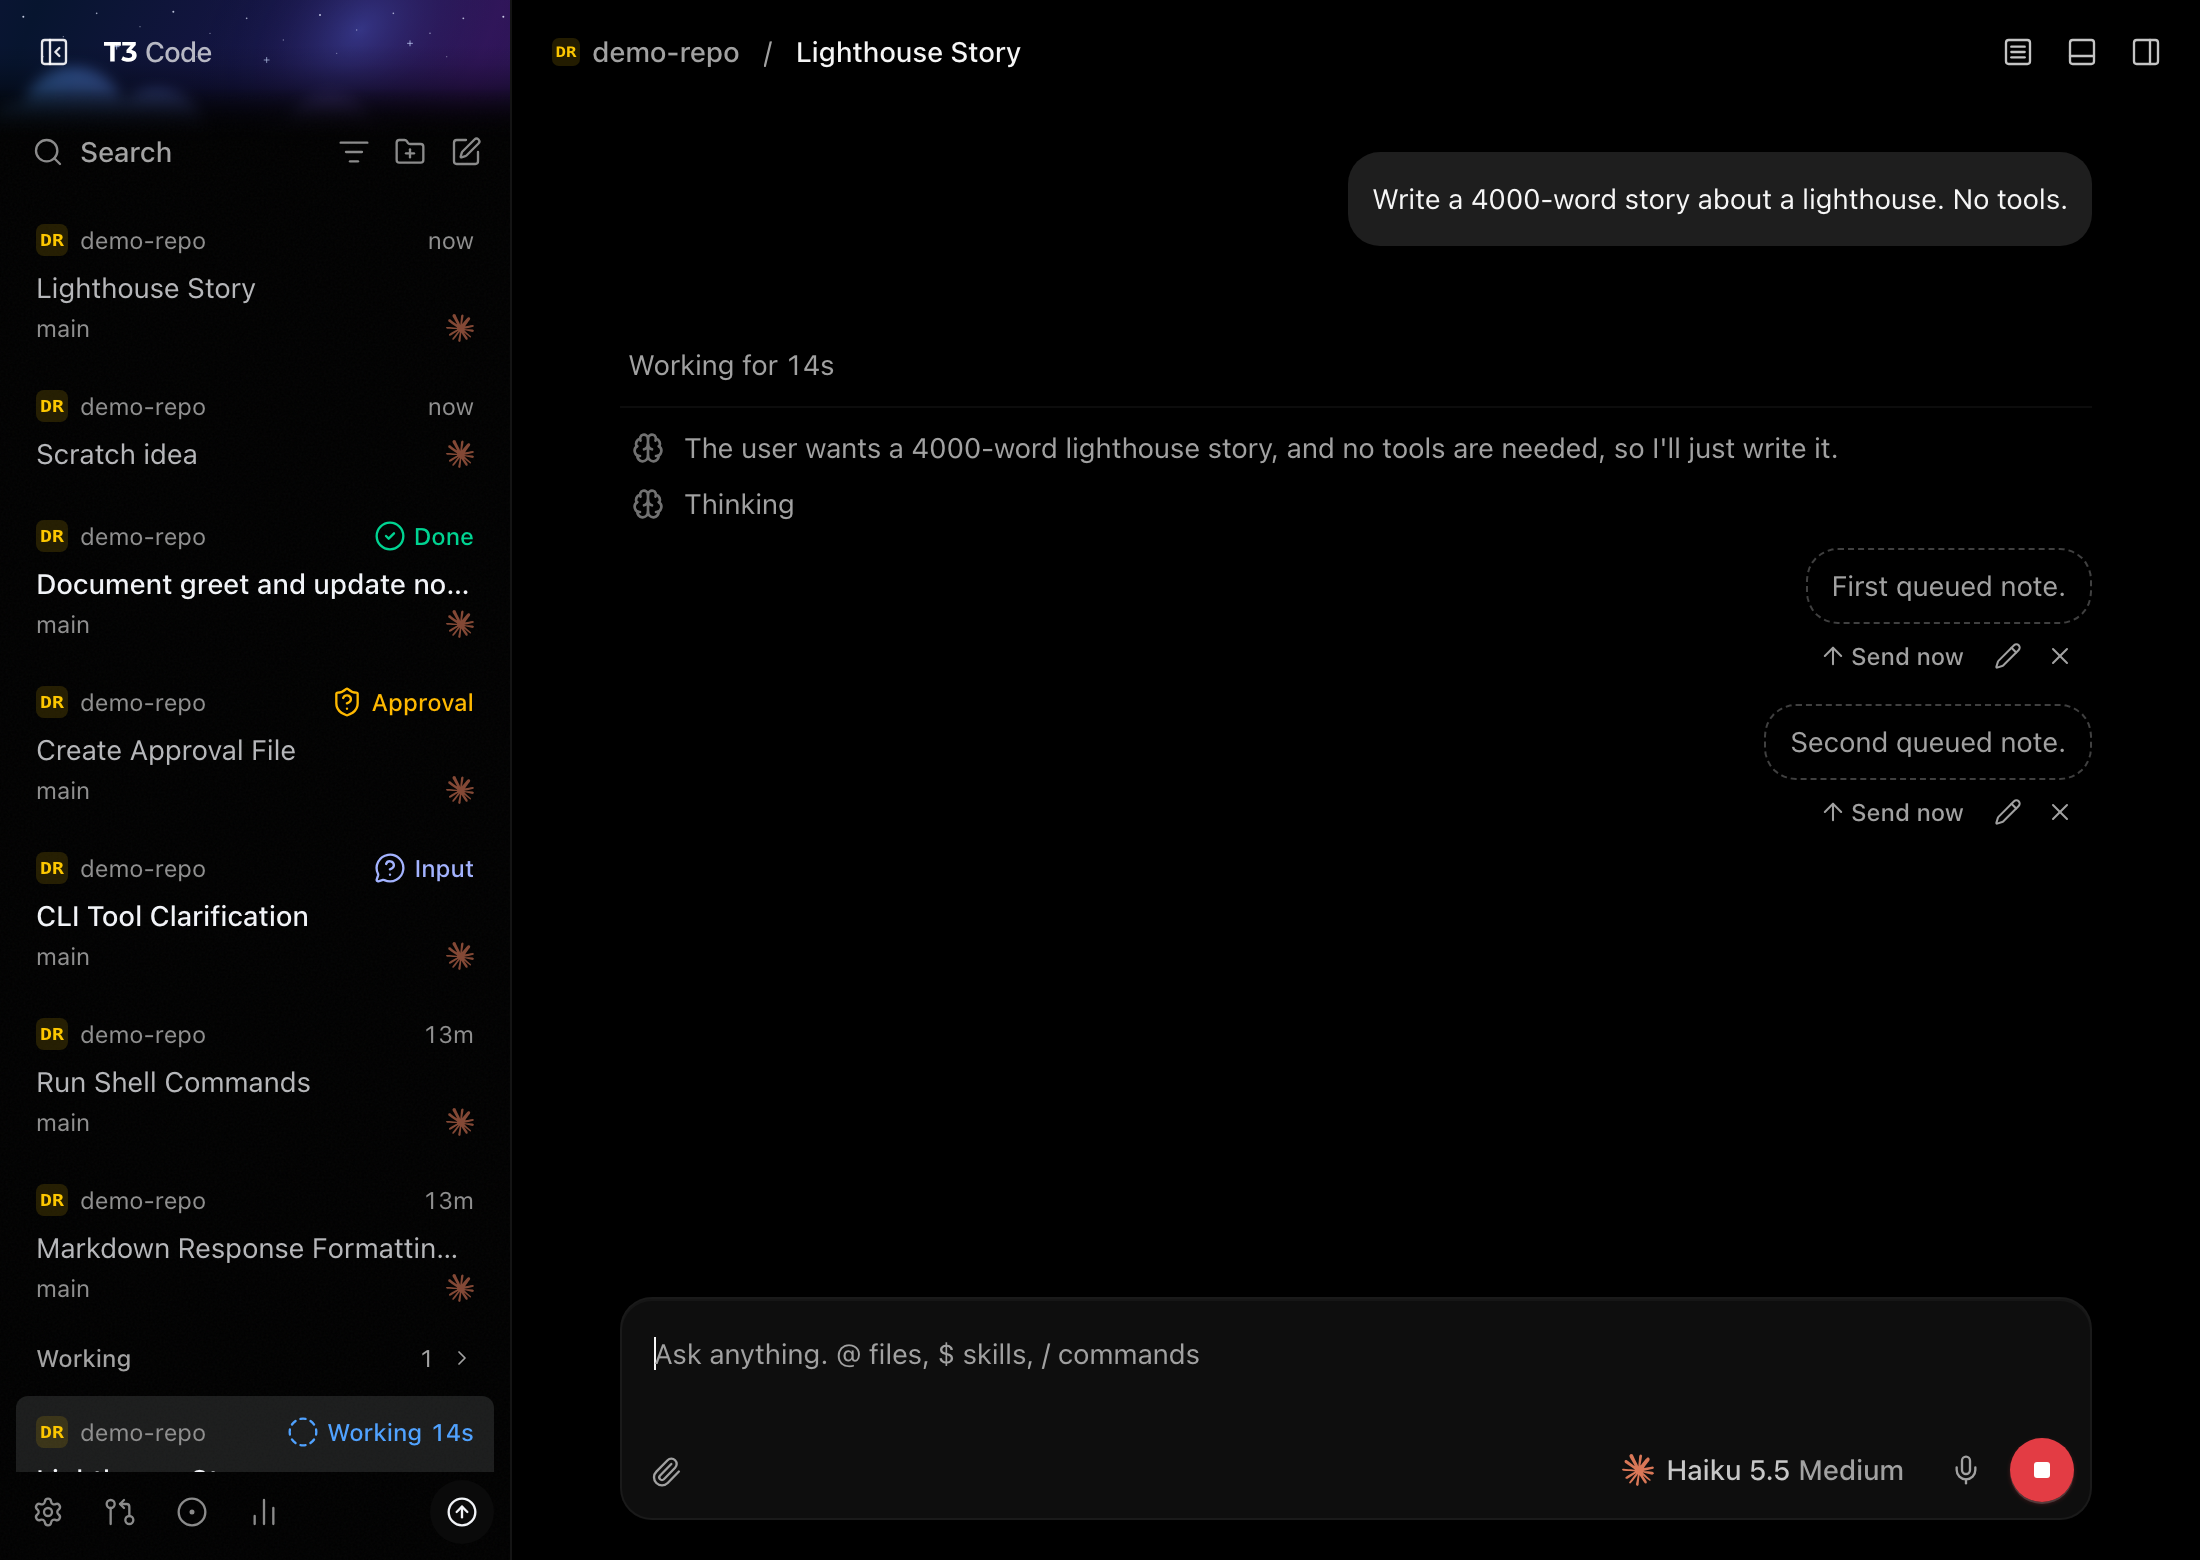 T3 Code
Search
DR demo-repo now
Lighthouse Story
main
DR demo-repo now
Scratch idea
DR demo-repo Done
Document greet and update no...
main
DR demo-repo Approval
Create Approval File
main
DR demo-repo Input
CLI Tool Clarification
main
DR demo-repo 13m
Run Shell Commands
main
DR demo-repo 13m
Markdown Response Formattin...
main
Working 1
DR demo-repo Working 14s
DR demo-repo / Lighthouse Story
Write a 4000-word story about a lighthouse. No tools.
Working for 14s
The user wants a 4000-word lighthouse story, and no tools are needed, so I'll just write it.
Thinking
First queued note.
Send now
Second queued note.
Send now
Ask anything. @ files, $ skills, / commands
Haiku 5.5 Medium